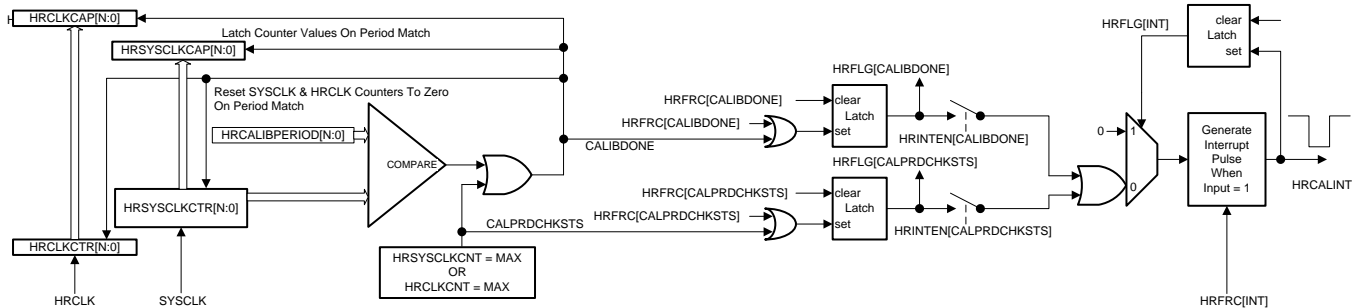 HRCLKCAP[N:0]
Latch Counter Values On Period Match
HRSYSCLKCAP[N:0]
Reset SYSCLK & HRCLK Counters To Zero
On Period Match
HRCALIBPERIOD[N:0]
COMPARE
HRSYSCLKCTR[N:0]
HRCLKCTR[N:0]
HRCLK
SYSCLK
CALIBDONE
CALPRDCHKSTS
HRSYSCLKCNT = MAX
OR
HRCLKCNT = MAX
HRFRC[CALIBDONE]
HRFRC[CALIBDONE]
clear
Latch
set
HRFLG[CALIBDONE]
HRINTEN[CALIBDONE]
HRFLG[CALPRDCHKSTS]
HRFRC[CALPRDCHKSTS]
HRFRC[CALPRDCHKSTS]
clear
Latch
set
HRINTEN[CALPRDCHKSTS]
HRFLG[INT]
clear
Latch
set
0
1
0
Generate
Interrupt
Pulse
When
Input = 1
HRCALINT
HRFRC[INT]